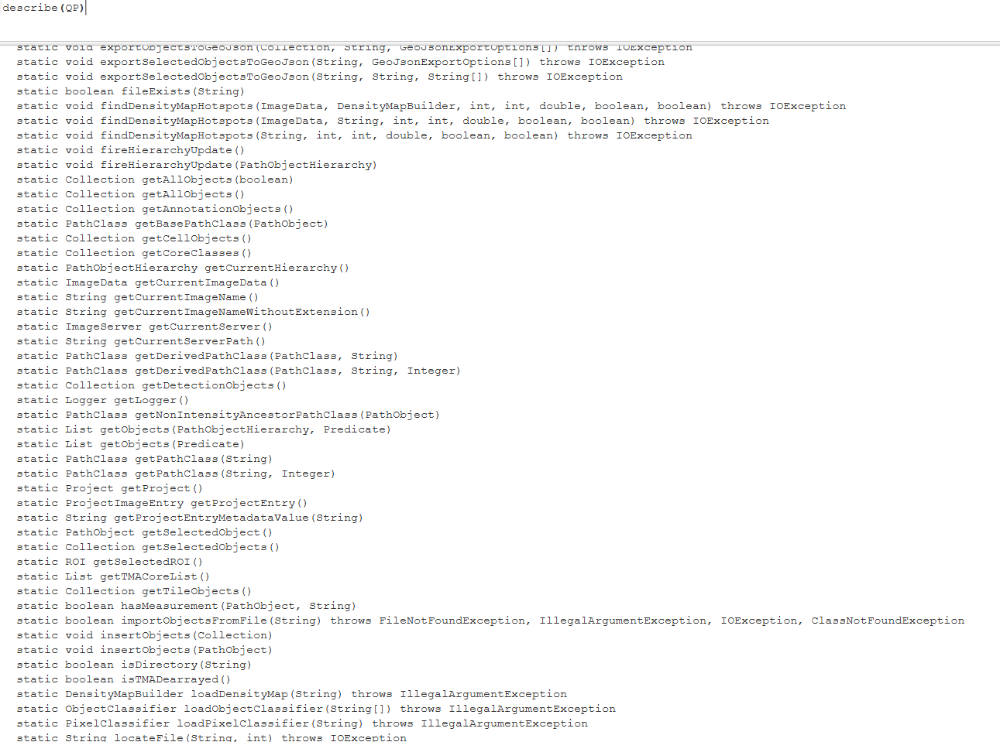 describe(QP)
static void exportObjectsToGeoJson(Collection, String, GeoJsonExportOptions[]) throws IOException
static void exportSelectedObjectsToGeoJson(String, GeoJsonExportOptions[]) throws IOException
static void exportSelectedObjectsToGeoJson(String, String, String[]) throws IOException
static boolean fileExists(String)
static void findDensityMapHotspots(ImageData, DensityMapBuilder, int, int, double, boolean, boolean) throws IOException
static void findDensityMapHotspots(ImageData, String, int, int, double, boolean, boolean) throws IOException
static void findDensityMapHotspots(String, int, int, double, boolean, boolean) throws IOException
static void fireHierarchyUpdate()
static void fireHierarchyUpdate(PathObjectHierarchy)
static Collection getAllObjects(boolean)
static Collection getAllObjects()
static Collection getAnnotationObjects()
static PathClass getBasePathClass(PathObject)
static Collection getCellObjects()
static Collection getCoreClasses()
static PathObjectHierarchy getCurrentHierarchy()
static ImageData getCurrentImageData()
static String getCurrentImageName()
static String getCurrentImageNameWithoutExtension()
static ImageServer getCurrentServer()
static String getCurrentServerPath()
static PathClass getDerivedPathClass(PathClass, String)
static PathClass getDerivedPathClass(PathClass, String, Integer)
static Collection getDetectionObjects()
static Logger getLogger()
static PathClass getNonIntensityAncestorPathClass(PathObject)
static List getObjects(PathObjectHierarchy, Predicate)
static List getObjects(Predicate)
static PathClass getPathClass(String)
static PathClass getPathClass(String, Integer)
static Project getProject()
static ProjectImageEntry getProjectEntry()
static String getProjectEntryMetadataValue(String)
static PathObject getSelectedObject()
static Collection getSelectedObjects()
static ROI getSelectedROI()
static List getTMACoreList()
static Collection getTileObjects()
static boolean hasMeasurement(PathObject, String)
static boolean importObjectsFromFile(String) throws FileNotFoundException, IllegalArgumentException, IOException, ClassNotFoundException
static void insertObjects(Collection)
static void insertObjects(PathObject)
static boolean isDirectory(String)
static boolean isTMADearrayed()
static DensityMapBuilder loadDensityMap(String) throws IllegalArgumentException
static ObjectClassifier loadObjectClassifier(String[]) throws IllegalArgumentException
static PixelClassifier loadPixelClassifier(String) throws IllegalArgumentException
static String locateFile(String, int) throws IOException